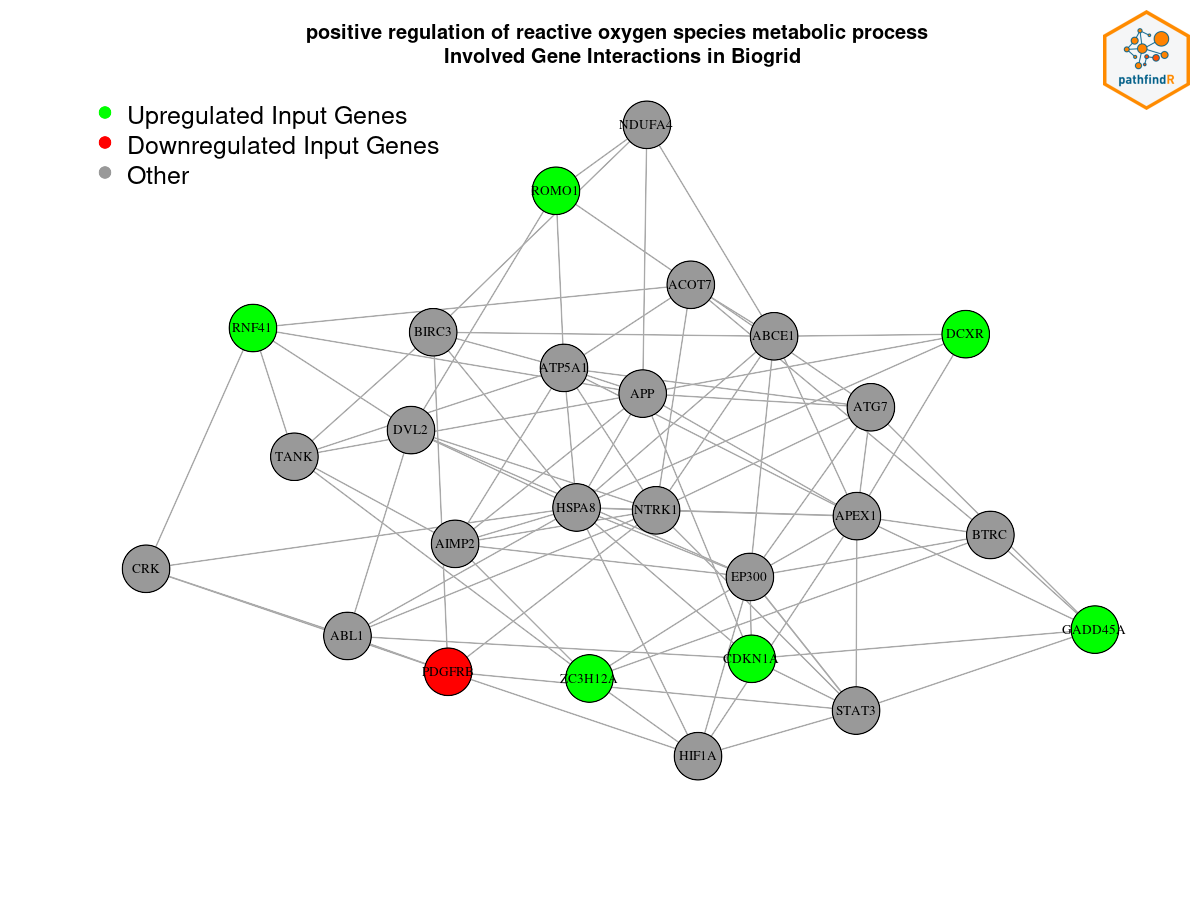 positive regulation of reactive oxygen species metabolic process
Involved Gene Interactions in Biogrid
pathfindR
Upregulated Input Genes
Downregulated Input Genes
Other
NDUFA4
ROMO1
ACOT7
RNF41
BIRC3
ABCE1
DCXR
ATP5A1
APP
ATG7
DVL2
TANK
HSPA8
NTRK1
APEX1
BTRC
AIMP2
CRK
EP300
ABL1
GADD45A
PDGFRB
ZC3H12A
CDKN1A
STAT3
HIF1A